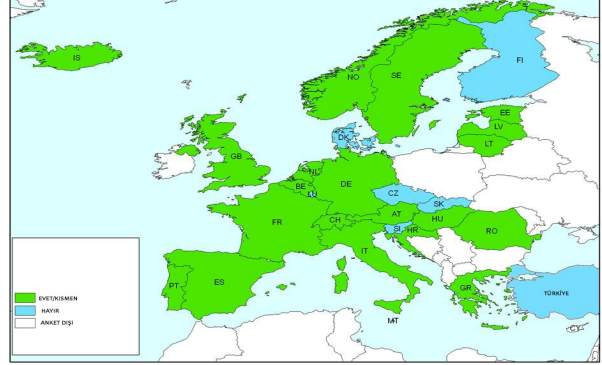 IS
NO
SE
FI
EE
LV
LT
DK
GB
NL
BE
LU
DE
CZ
SK
FR
CH
AT
HU
RO
SI
HR
IT
PT
ES
GR
TÜRKİYE
MT
CY
EVET/KISMEN
HAYIR
ANKET DIŞI